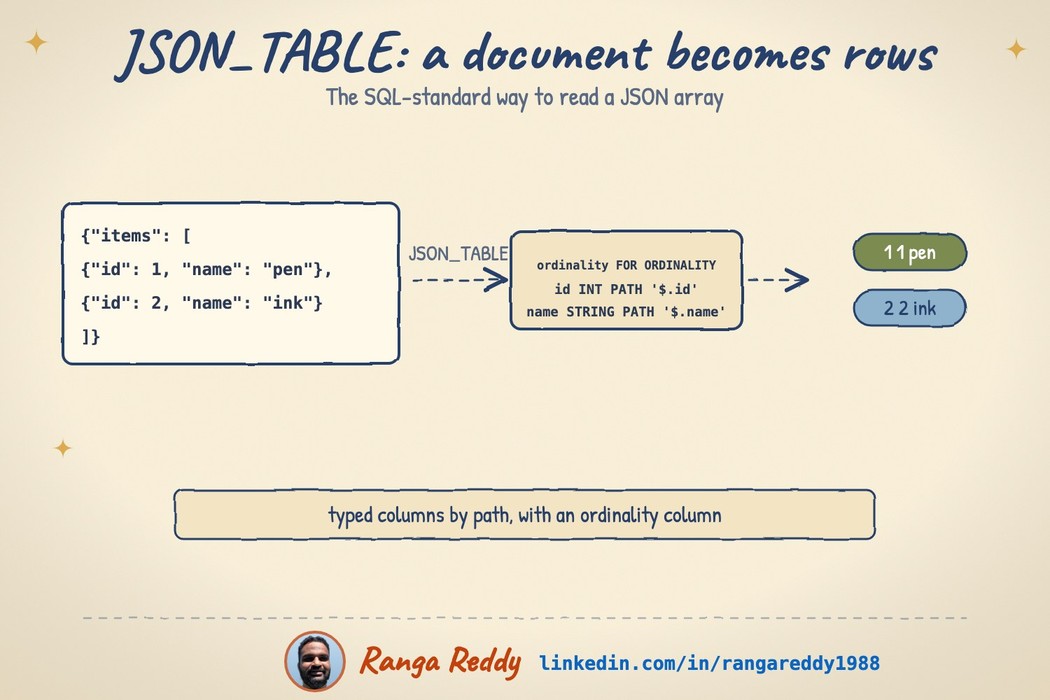 JSON_TABLE: a document becomes rows
The SQL-standard way to read a JSON array
{"items": [
{"id": 1, "name": "pen"},
{"id": 2, "name": "ink"}
]}
JSON_TABLE
ordinality FOR ORDINALITY
id INT PATH '$.id'
name STRING PATH '$.name'
1 1 pen
2 2 ink
typed columns by path, with an ordinality column
Ranga Reddy
linkedin.com/in/rangareddy1988